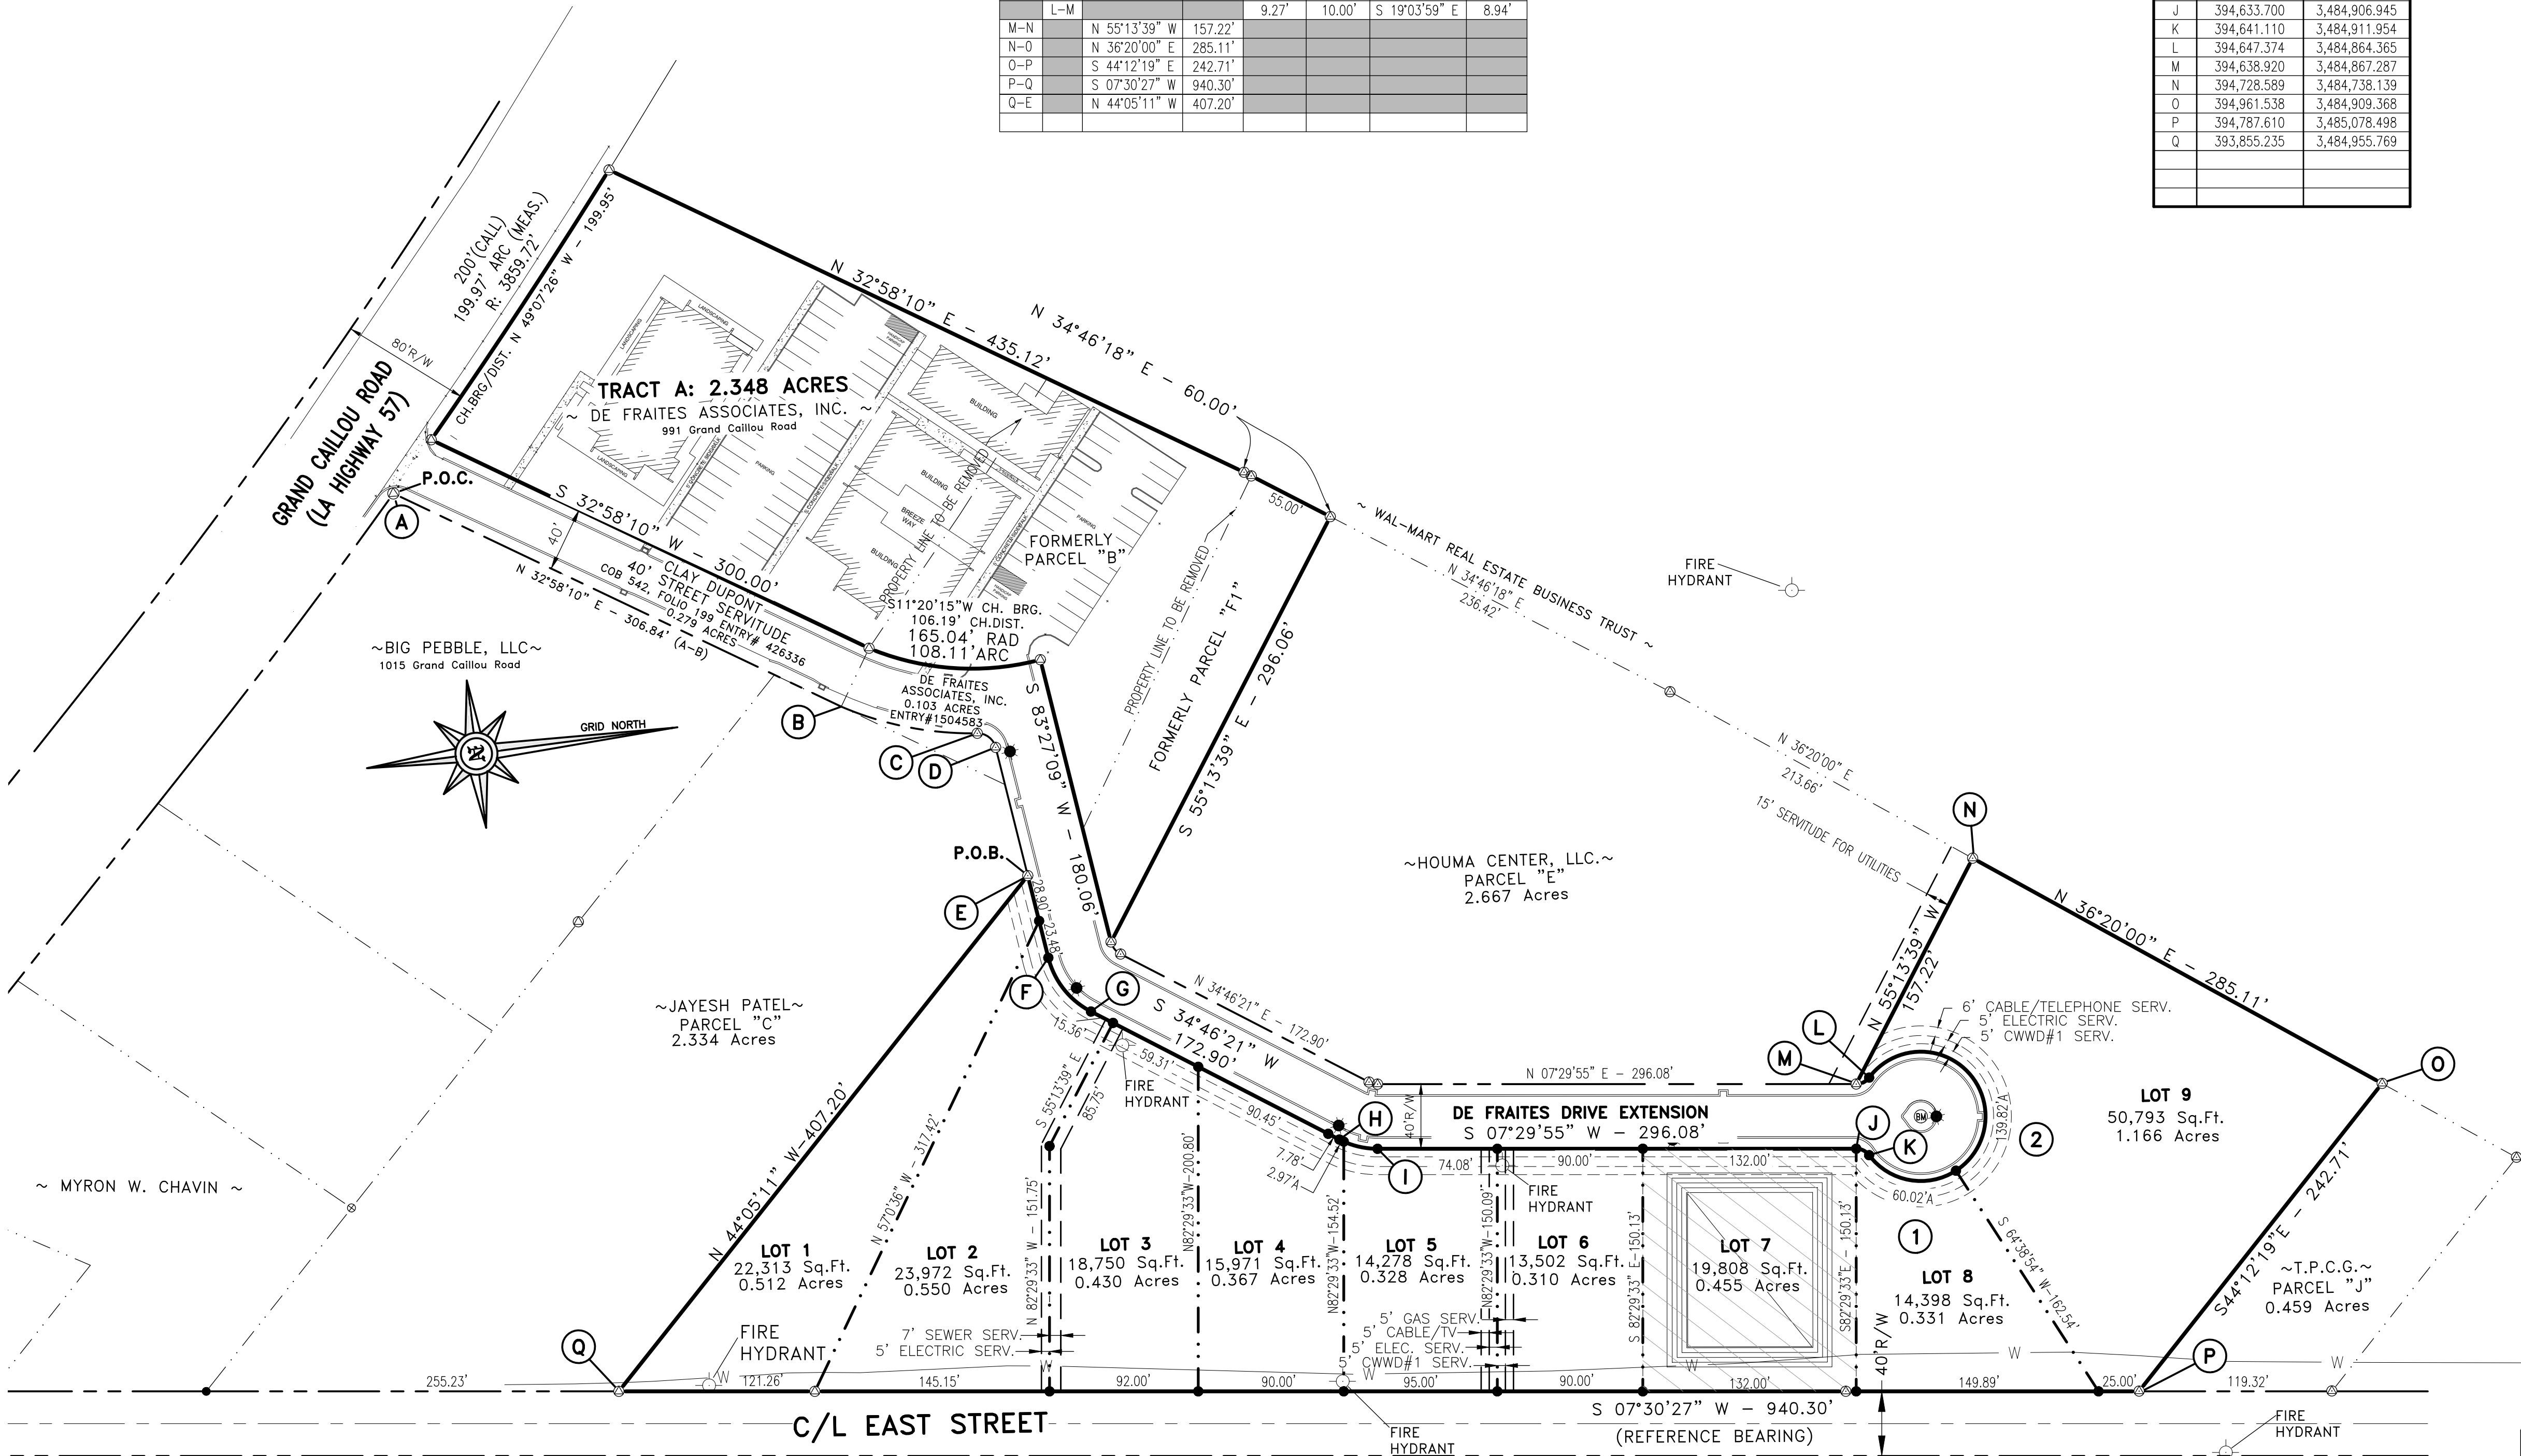 L-M 9.27' 10.00' S 19°03'59" E 8.94'
M-N N 55°13'39" W 157.22'
N-O N 36°20'00" E 285.11'
O-P S 44°12'19" E 242.71'
P-Q S 07°30'27" W 940.30'
Q-E N 44°05'11" W 407.20'
J 394,633.700 3,484,906.945
K 394,641.110 3,484,911.954
L 394,647.374 3,484,864.365
M 394,638.920 3,484,867.287
N 394,728.589 3,484,738.139
O 394,961.538 3,484,909.368
P 394,787.610 3,485,078.498
Q 393,855.235 3,484,955.769
200'(CALL)
199.97' ARC (MEAS.)
R: 3859.72'
CH.BRG/DIST. N 49°07'26" W - 199.95'
80'R/W
GRAND CAILLOU ROAD
(LA HIGHWAY 57)
N 32°58'10" E - 435.12'
N 34°46'18" E - 60.00'
55.00'
TRACT A: 2.348 ACRES
~ DE FRAITES ASSOCIATES, INC. ~
991 Grand Caillou Road
LANDSCAPING
LANDSCAPING
LANDSCAPING
LANDSCAPING
5' CONCRETE SIDEWALK
5' CONCRETE SIDEWALK
5' CONCRETE SIDEWALK
PARKING
PARKING
PARKING
HANDICAP
PARKING
HANDICAP
PARKING
BUILDING
BUILDING
BREEZE
WAY
BUILDING
PROPERTY LINE TO BE REMOVED
PROPERTY LINE TO BE REMOVED
FORMERLY
PARCEL "B"
FORMERLY PARCEL "F1"
P.O.C.
A
S 32°58'10" W - 300.00'
40'
CLAY DUPONT
40' STREET SERVITUDE
COB 542, FOLIO 199 ENTRY# 426336
0.279 ACRES
N 32°58'10" E - 306.84' (A-B)
S11°20'15"W CH. BRG.
106.19' CH.DIST.
165.04' RAD
108.11'ARC
DE FRAITES
ASSOCIATES, INC.
0.103 ACRES
ENTRY#1504583
~BIG PEBBLE, LLC~
1015 Grand Caillou Road
GRID NORTH
B
C
D
S 83°27'09" W - 180.06'
S 55°13'39" E - 296.06'
~ WAL-MART REAL ESTATE BUSINESS TRUST ~
N 34°46'18" E
236.42'
FIRE
HYDRANT
N 36°20'00" E
213.66'
15' SERVITUDE FOR UTILITIES
N
N 36°20'00" E - 285.11'
N 55°13'39" W
157.22'
P.O.B.
E
28.90'
23.48'
F
G
~HOUMA CENTER, LLC.~
PARCEL "E"
2.667 Acres
~JAYESH PATEL~
PARCEL "C"
2.334 Acres
15.36'
59.31'
FIRE
HYDRANT
S 34°46'21" W
172.90'
N 34°46'21" E - 172.90'
N 07°29'55" E - 296.08'
DE FRAITES DRIVE EXTENSION
S 07°29'55" W - 296.08'
40'R/W
90.45'
7.78'
2.97'A
H
I
74.08'
90.00'
132.00'
FIRE
HYDRANT
L
M
J
K
BM
6' CABLE/TELEPHONE SERV.
5' ELECTRIC SERV.
5' CWWD#1 SERV.
139.82'A
60.02'A
2
1
LOT 9
50,793 Sq.Ft.
1.166 Acres
O
S44°12'19"E - 242.71'
~T.P.C.G.~
PARCEL "J"
0.459 Acres
~ MYRON W. CHAVIN ~
N 44°05'11" W-407.20'
N 57°0'36" W - 317.42'
S 55°13'39" E
85.75'
N 82°29'33" W - 151.75'
N82°29'33"W-200.80'
N82°29'33"W-154.52'
N82°29'33"W-150.09'
S 82°29'33" E-150.13'
S82°29'33"E - 150.13'
S 64°38'54" W-162.54'
LOT 1
22,313 Sq.Ft.
0.512 Acres
LOT 2
23,972 Sq.Ft.
0.550 Acres
LOT 3
18,750 Sq.Ft.
0.430 Acres
LOT 4
15,971 Sq.Ft.
0.367 Acres
LOT 5
14,278 Sq.Ft.
0.328 Acres
LOT 6
13,502 Sq.Ft.
0.310 Acres
LOT 7
19,808 Sq.Ft.
0.455 Acres
LOT 8
14,398 Sq.Ft.
0.331 Acres
7' SEWER SERV.
5' ELECTRIC SERV.
5' GAS SERV.
5' CABLE/TV
5' ELEC. SERV.
5' CWWD#1 SERV.
FIRE
HYDRANT
Q
P
W
W
W
W
W
W
255.23'
121.26'
145.15'
92.00'
90.00'
95.00'
90.00'
132.00'
149.89'
25.00'
119.32'
40'R/W
C/L EAST STREET
S 07°30'27" W - 940.30'
(REFERENCE BEARING)
FIRE
HYDRANT
FIRE
HYDRANT